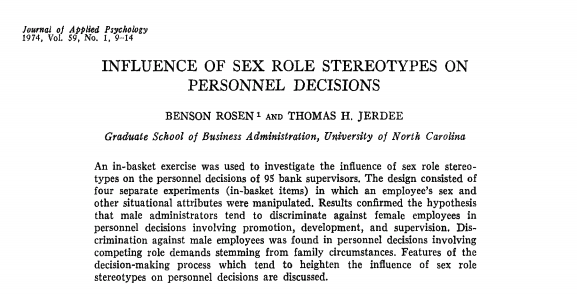 Journal of Applied Psychology
1974, Vol. 59, No. 1, 9-14
INFLUENCE OF SEX ROLE STEREOTYPES ON
PERSONNEL DECISIONS
BENSON ROSEN¹ AND THOMAS H. JERDEE
Graduate School of Business Administration, University of North Carolina
An in-basket exercise was used to investigate the influence of sex role stereo-
types on the personnel decisions of 95 bank supervisors. The design consisted of
four separate experiments (in-basket items) in which an employee's sex and
other situational attributes were manipulated. Results confirmed the hypothesis
that male administrators tend to discriminate against female employees in
personnel decisions involving promotion, development, and supervision. Dis-
crimination against male employees was found in personnel decisions involving
competing role demands stemming from family circumstances. Features of the
decision-making process which tend to heighten the influence of sex role
stereotypes on personnel decisions are discussed.